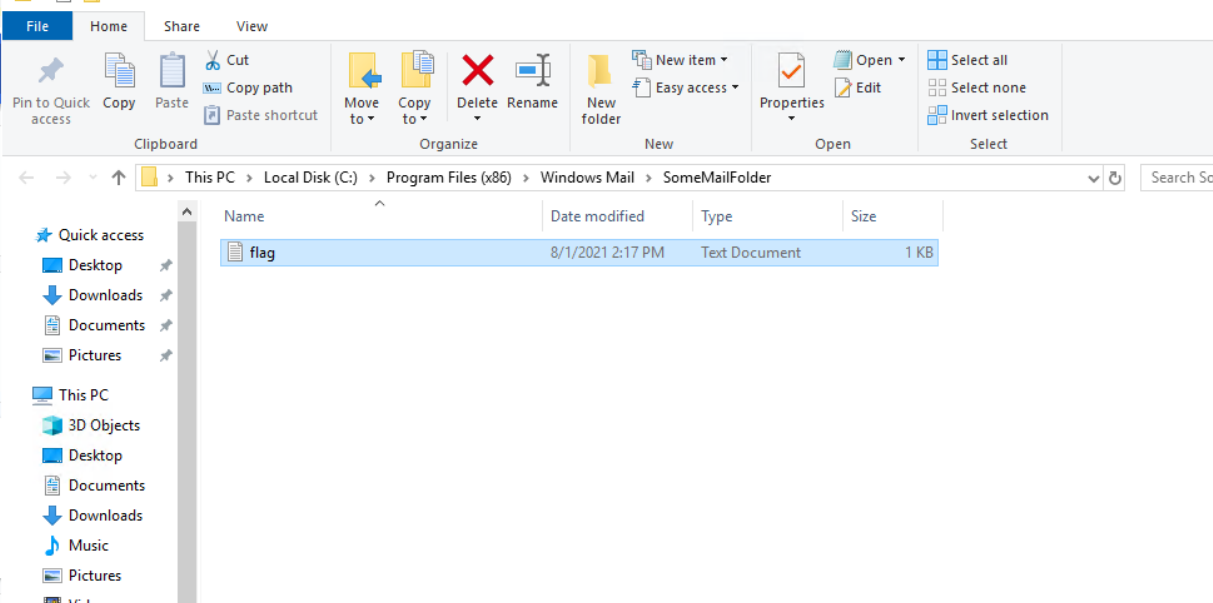 File Home Share View
Pin to Quick access
Copy
Paste
Cut
Copy path
Paste shortcut
Clipboard
Move to
Copy to
Delete
Rename
Organize
New folder
New item
Easy access
New
Properties
Open
Edit
Open
Select all
Select none
Invert selection
Select
This PC > Local Disk (C:) > Program Files (x86) > Windows Mail > SomeMailFolder
Search So
Name Date modified Type Size
flag 8/1/2021 2:17 PM Text Document 1 KB
Quick access
Desktop
Downloads
Documents
Pictures
This PC
3D Objects
Desktop
Documents
Downloads
Music
Pictures